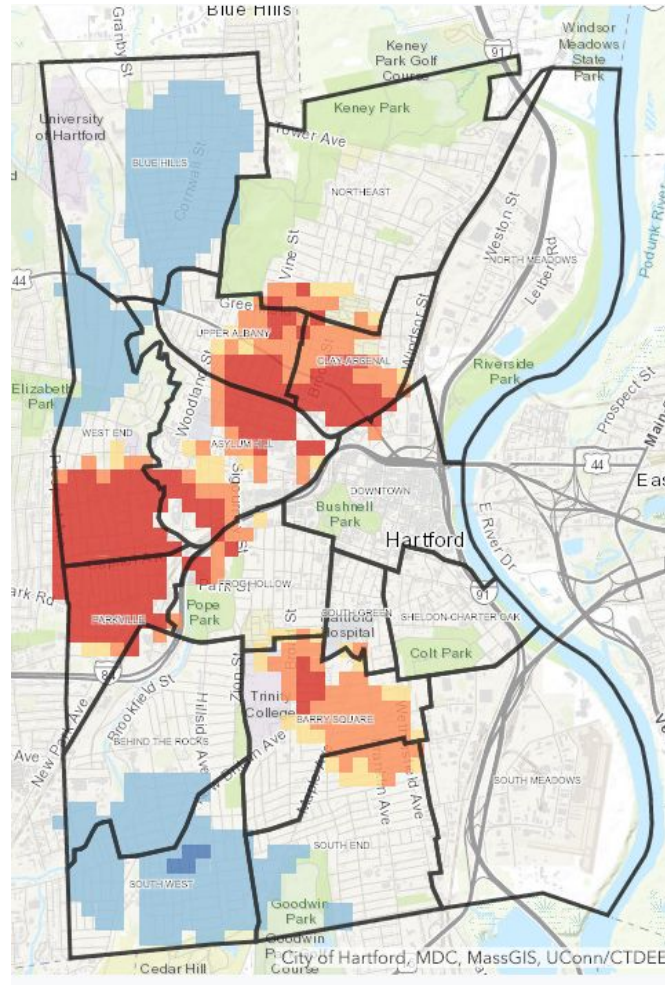 Blue Hills
Granby St
Windsor
Meadows
State
Park
Keney
Park Golf
Course
91
Keney Park
University
of Hartford
Tower Ave
BLUE HILLS
Cornwall St
NORTHEAST
Podunk River
Weston St
Vine St
NORTH MEADOWS
Leibert Rd
44
Gree
Windsor St
UPPER ALBANY
CLAY-ARSENAL
Riverside
Park
Woodland St
Elizabeth
Park
Prospect St
Main S
WEST END
ASYLUM HILL
44
Eas
Sigourney St
DOWNTOWN
Bushnell
Park
E River Dr
Hartford
ark Rd
Park St
FROG HOLLOW
91
Pope
Park
PARKVILLE
SOUTH GREEN
Hartford
Hospital
SHELDON-CHARTER OAK
St
Colt Park
84
Zion St
Trinity
College
BARRY SQUARE
Brookfield St
Hillside Ave
New Park Ave
Ave
BEHIND THE ROCKS
SOUTH MEADOWS
SOUTH END
SOUTH WEST
Goodwin
Park
Goodwin
Course
Cedar Hill
City of Hartford, MDC, MassGIS, UConn/CTDEE